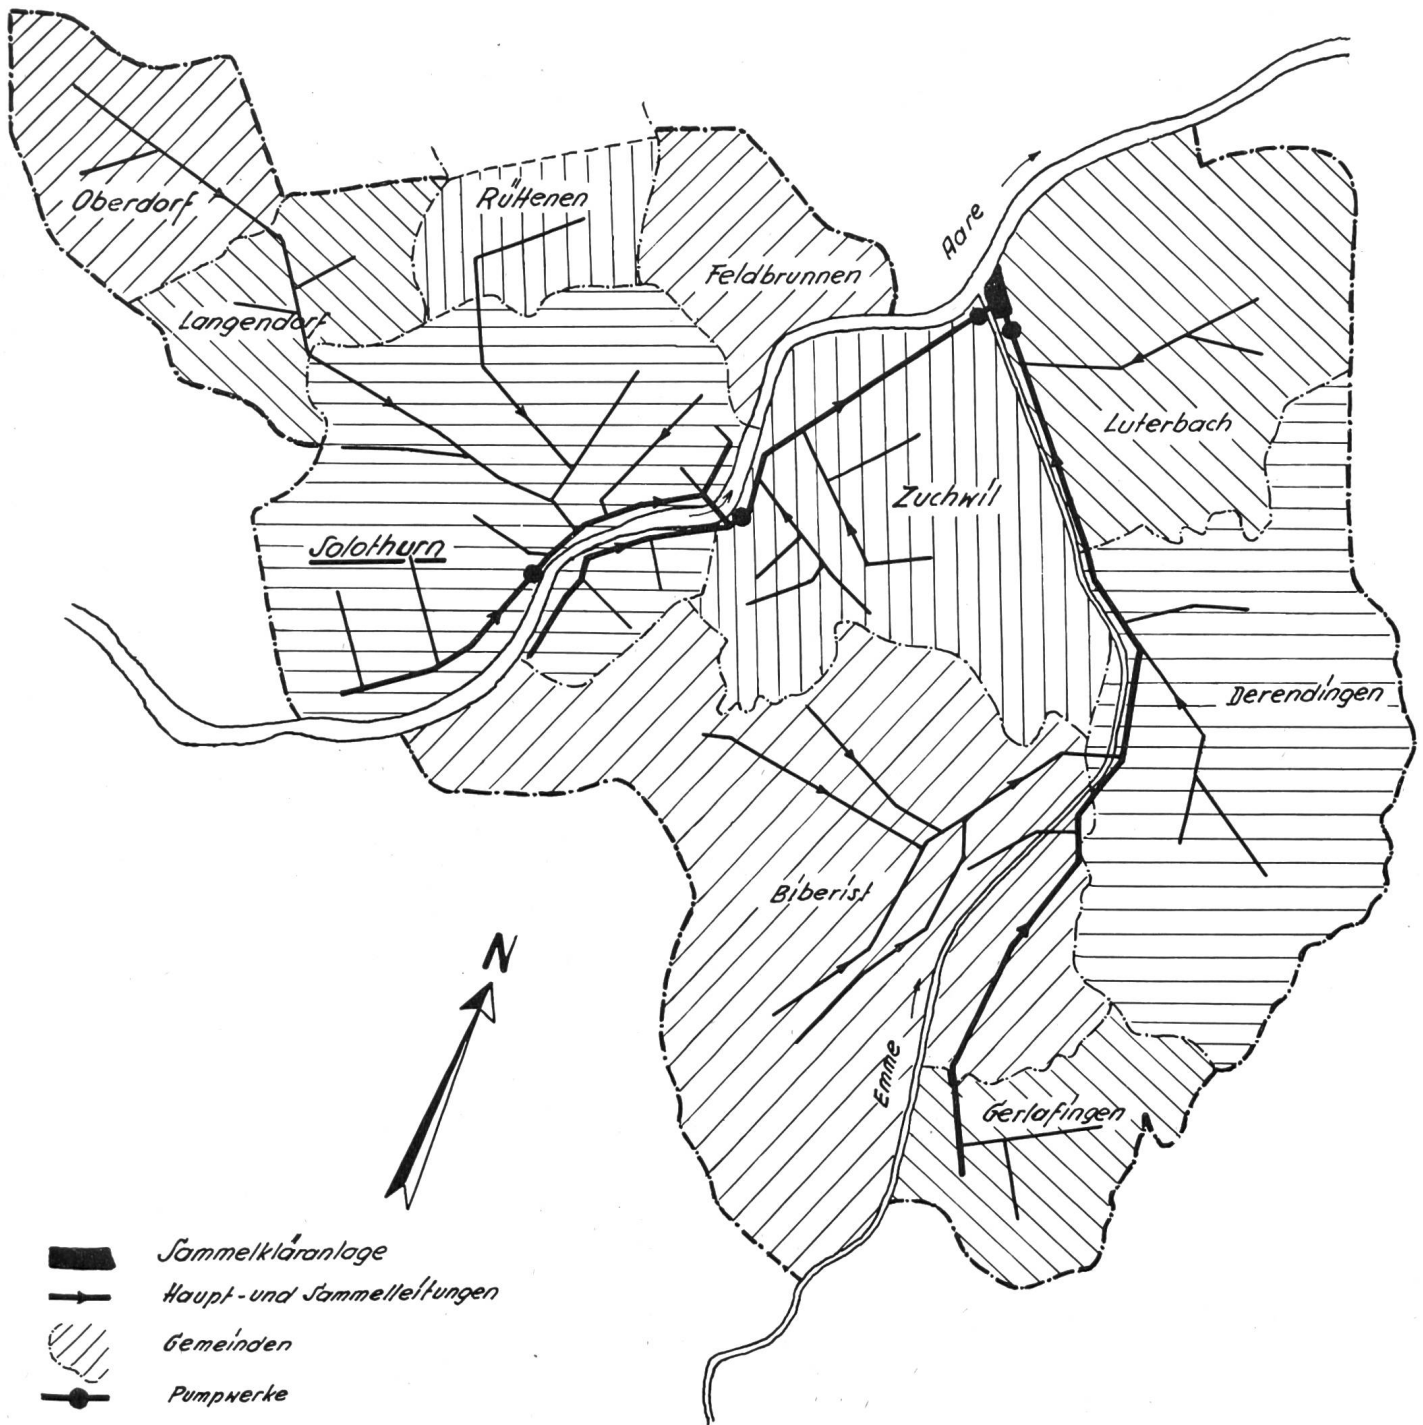 Oberdorf
Rüttenen
Aare
Feldbrunnen
Langendorf
Luterbach
Zuchwil
Solothurn
Derendingen
Biberist
N
Emme
Gerlafingen
Sammelkläranlage
Haupt-und Sammelleitungen
Gemeinden
Pumpwerke